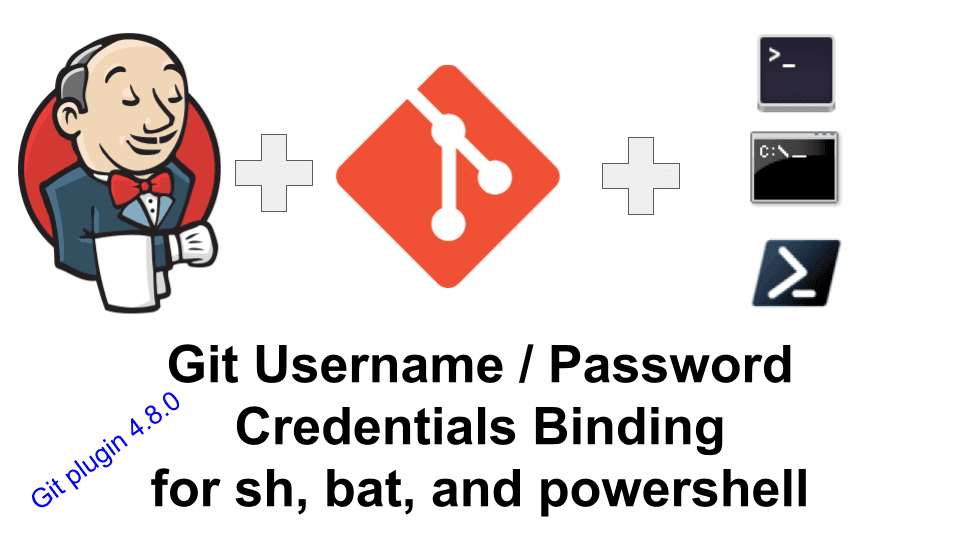 >_
C:\_
Git Username / Password
Credentials Binding
for sh, bat, and powershell
Git plugin 4.8.0